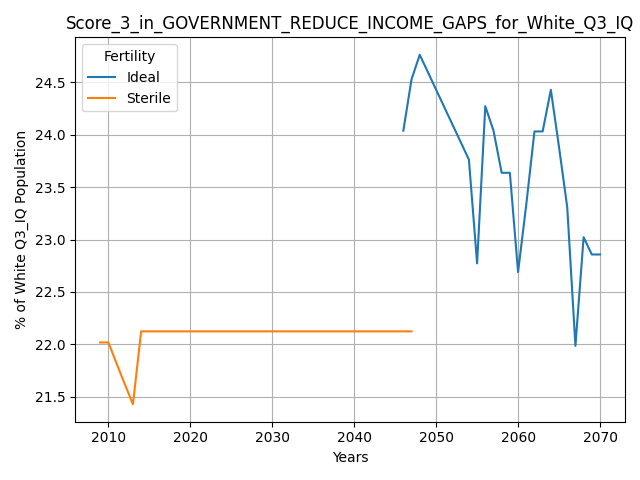 Score_3_in_GOVERNMENT_REDUCE_INCOME_GAPS_for_White_Q3_IQ
Fertility
Ideal
Sterile
% of White Q3_IQ Population
24.5
24.0
23.5
23.0
22.5
22.0
21.5
2010
2020
2030
2040
2050
2060
2070
Years